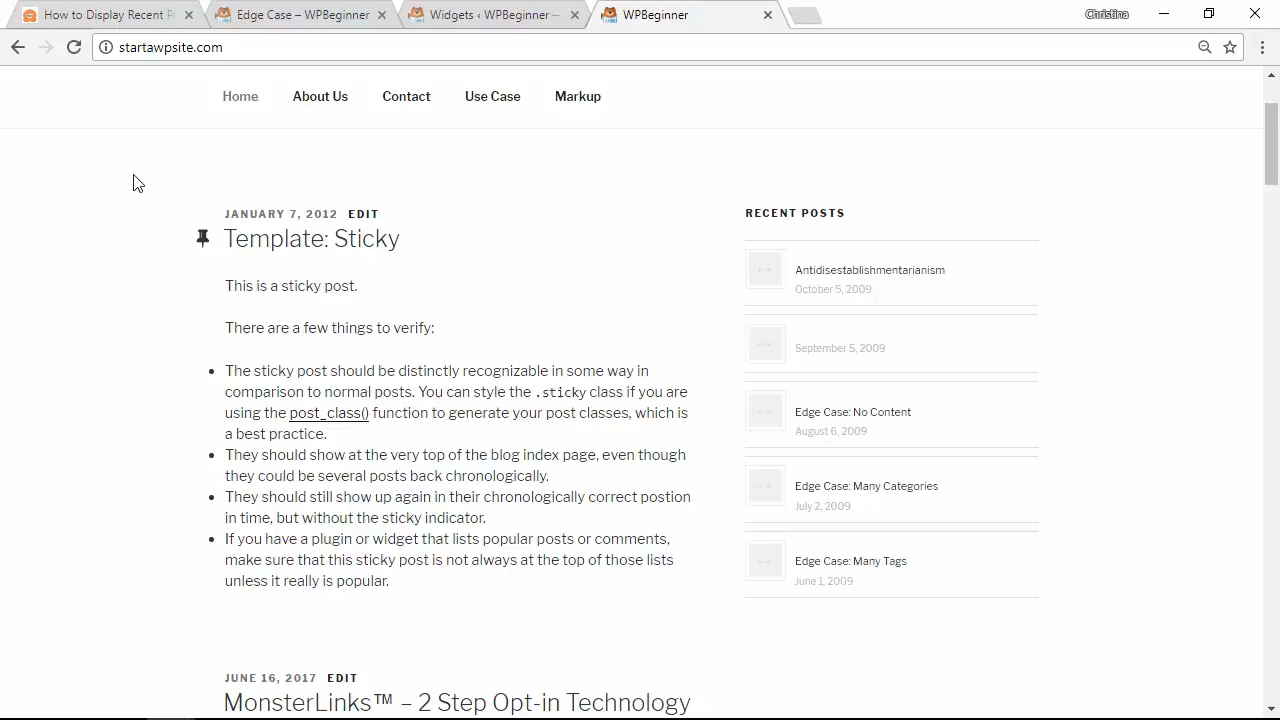 How to Display Recent P
Edge Case – WPBeginner
Widgets ‹ WPBeginner —
WPBeginner
Christina
startawpsite.com
Home
About Us
Contact
Use Case
Markup
JANUARY 7, 2012 EDIT
Template: Sticky
This is a sticky post.
There are a few things to verify:
The sticky post should be distinctly recognizable in some way in
comparison to normal posts. You can style the .sticky class if you are
using the post_class() function to generate your post classes, which is
a best practice.
They should show at the very top of the blog index page, even though
they could be several posts back chronologically.
They should still show up again in their chronologically correct postion
in time, but without the sticky indicator.
If you have a plugin or widget that lists popular posts or comments,
make sure that this sticky post is not always at the top of those lists
unless it really is popular.
JUNE 16, 2017 EDIT
MonsterLinks™ – 2 Step Opt-in Technology
RECENT POSTS
Antidisestablishmentarianism
October 5, 2009
September 5, 2009
Edge Case: No Content
August 6, 2009
Edge Case: Many Categories
July 2, 2009
Edge Case: Many Tags
June 1, 2009